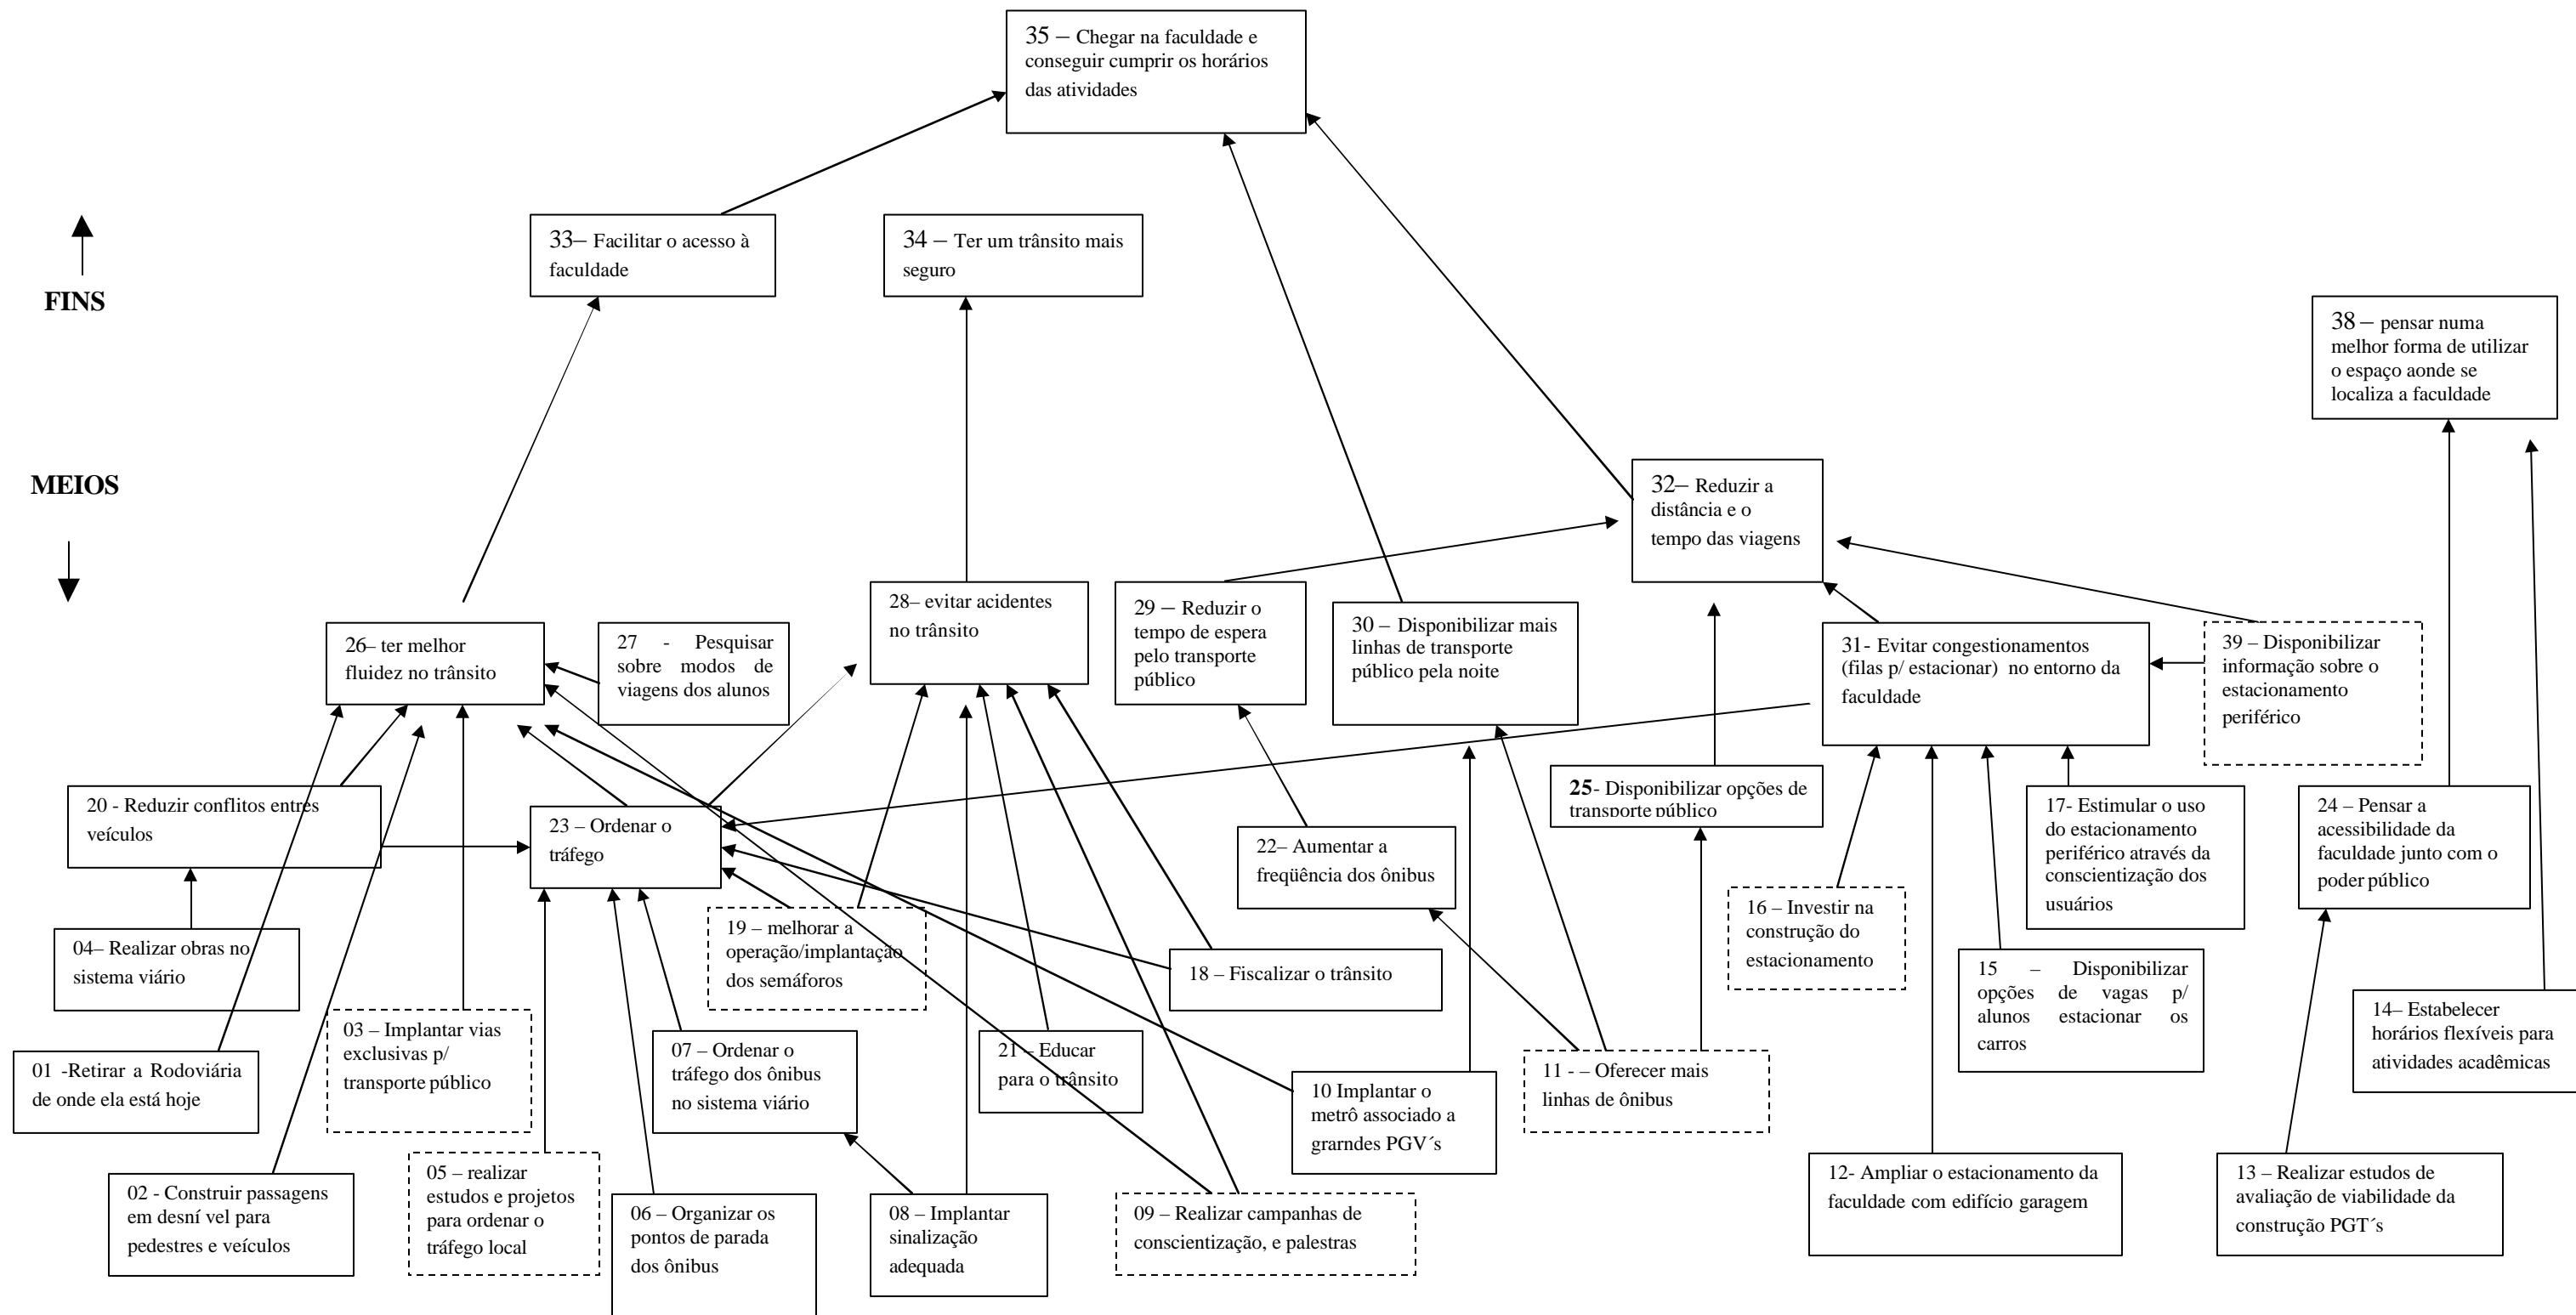 35 – Chegar na faculdade e
conseguir cumprir os horários
das atividades
33– Facilitar o acesso à
faculdade
34 – Ter um trânsito mais
seguro
FINS
38 – pensar numa
melhor forma de utilizar
o espaço aonde se
localiza a faculdade
MEIOS
32– Reduzir a
distância e o
tempo das viagens
26– ter melhor
fluidez no trânsito
27 - Pesquisar
sobre modos de
viagens dos alunos
28– evitar acidentes
no trânsito
29 – Reduzir o
tempo de espera
pelo transporte
público
30 – Disponibilizar mais
linhas de transporte
público pela noite
31- Evitar congestionamentos
(filas p/ estacionar) no entorno da
faculdade
39 – Disponibilizar
informação sobre o
estacionamento
periférico
20 - Reduzir conflitos entres
veículos
23 – Ordenar o
tráfego
22– Aumentar a
freqüência dos ônibus
25- Disponibilizar opções de
transporte público
17- Estimular o uso
do estacionamento
periférico através da
conscientização dos
usuários
24 – Pensar a
acessibilidade da
faculdade junto com o
poder público
04– Realizar obras no
sistema viário
19 – melhorar a
operação/implantação
dos semáforos
18 – Fiscalizar o trânsito
16 – Investir na
construção do
estacionamento
15 – Disponibilizar
opções de vagas p/
alunos estacionar os
carros
14– Estabelecer
horários flexíveis para
atividades acadêmicas
01 -Retirar a Rodoviária
de onde ela está hoje
03 – Implantar vias
exclusivas p/
transporte público
07 – Ordenar o
tráfego dos ônibus
no sistema viário
21 – Educar
para o trânsito
10 Implantar o
metrô associado a
grarndes PGV´s
11 - – Oferecer mais
linhas de ônibus
02 - Construir passagens
em desní vel para
pedestres e veículos
05 – realizar
estudos e projetos
para ordenar o
tráfego local
06 – Organizar os
pontos de parada
dos ônibus
08 – Implantar
sinalização
adequada
09 – Realizar campanhas de
conscientização, e palestras
12- Ampliar o estacionamento da
faculdade com edifício garagem
13 – Realizar estudos de
avaliação de viabilidade da
construção PGT´s